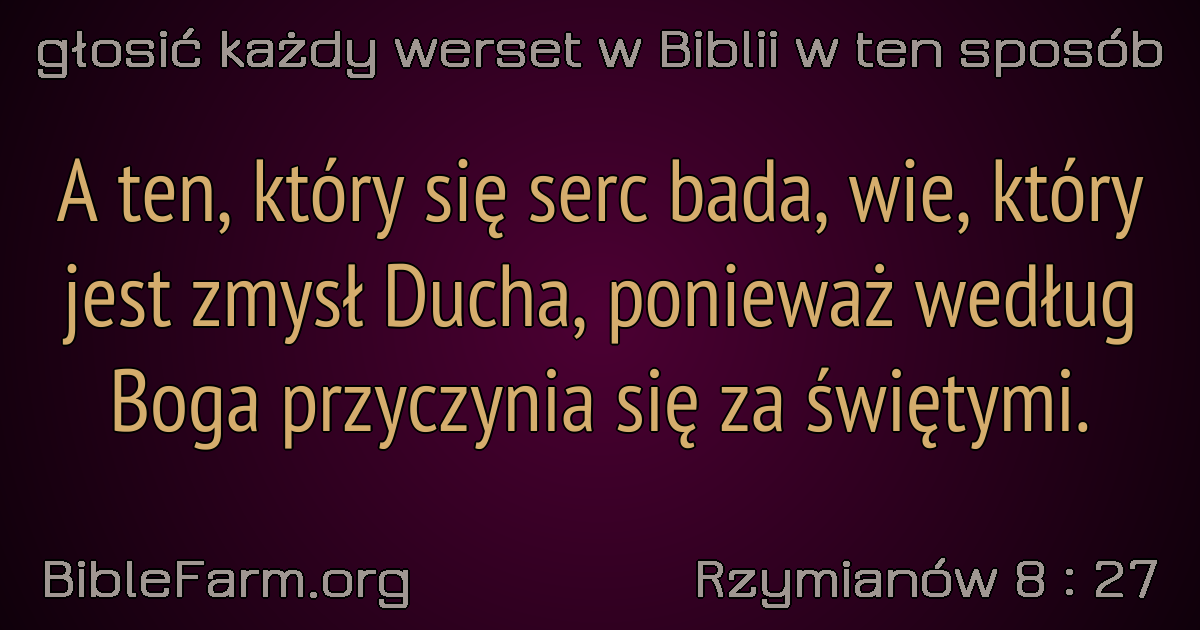 głosić każdy werset w Biblii w ten sposób
A ten, który się serc bada, wie, który
jest zmysł Ducha, ponieważ według
Boga przyczynia się za świętymi.
BibleFarm.org
Rzymianów 8 : 27